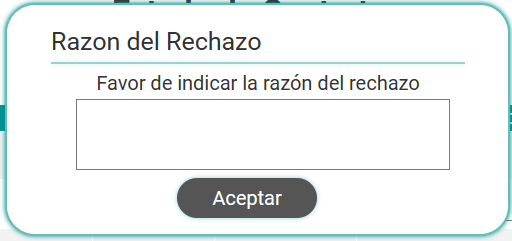 Razon del Rechazo
Favor de indicar la razón del rechazo
Aceptar